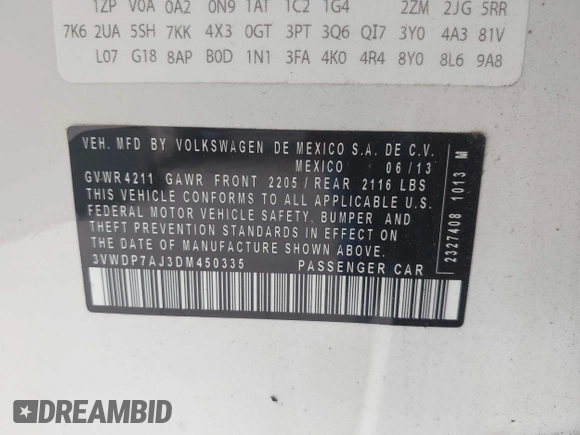 1ZP V0A 0A2 0N9 1AT 1C2 1G4 2ZM 2JG 5RR
7K6 2UA 5SH 7KK 4X3 0GT 3PT 3Q6 QI7 3Y0 4A3 81V
L07 G18 8AP B0D 1N1 3FA 4K0 4R4 8Y0 8L6 9A8
VEH. MFD BY VOLKSWAGEN DE MEXICO S.A. DE C.V.
MEXICO 06/13
GVWR4211 GAWR FRONT 2205/REAR 2116 LBS
THIS VEHICLE CONFORMS TO ALL APPLICABLE U.S.
FEDERAL MOTOR VEHICLE SAFETY, BUMPER AND
THEFT PREVENTION STANDARDS IN EFFECT ON THE
DATE OF MANUFACTURE SHOWN ABOVE.
3VWDP7AJ3DM450335 PASSENGER CAR
2327408 1013 M
DREAMBID